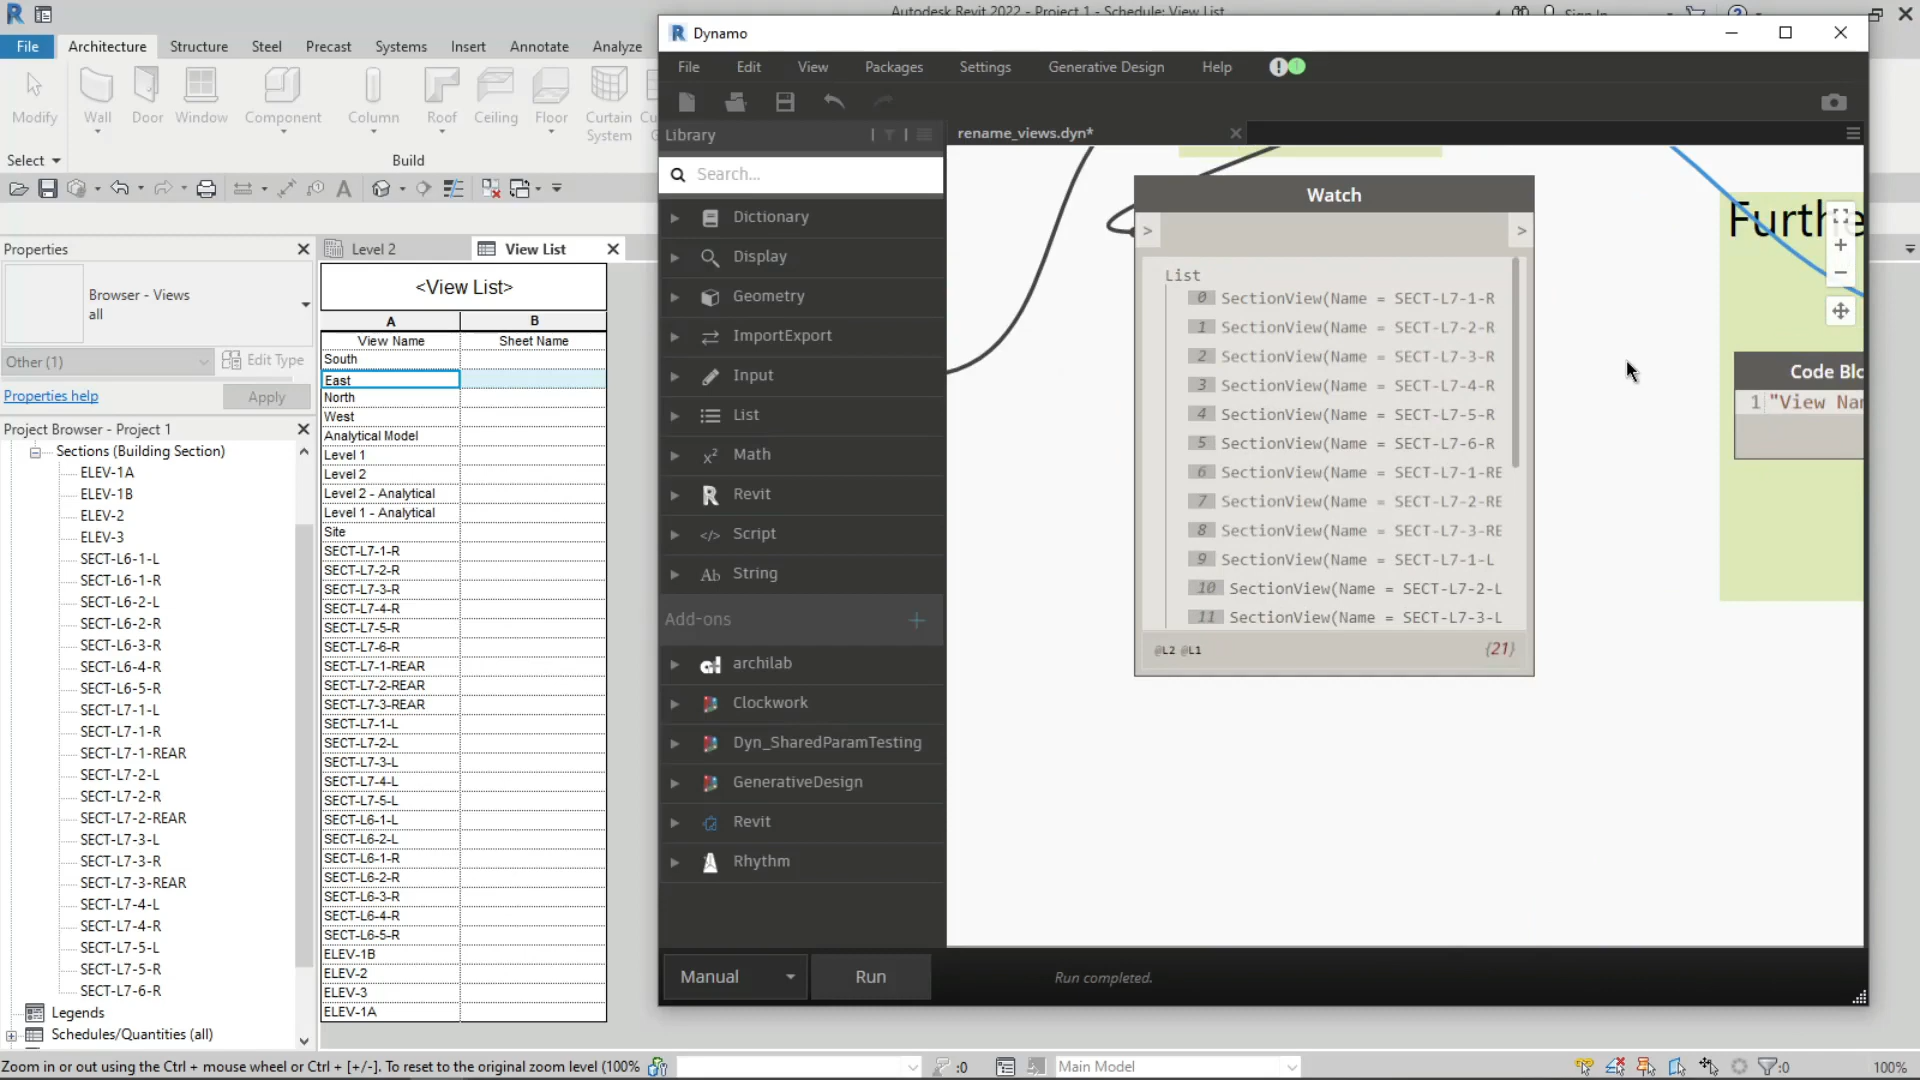 Autodesk Revit 2022 - Project 1 - Schedule: View List
Sign In
File
Architecture
Structure
Steel
Precast
Systems
Insert
Annotate
Analyze
Modify
Wall
Door
Window
Component
Column
Roof
Ceiling
Floor
Curtain
System
Select
Build
Properties
Browser - Views
all
Other (1)
Edit Type
Properties help
Apply
Project Browser - Project 1
Sections (Building Section)
ELEV-1A
ELEV-1B
ELEV-2
ELEV-3
SECT-L6-1-L
SECT-L6-1-R
SECT-L6-2-L
SECT-L6-2-R
SECT-L6-3-R
SECT-L6-4-R
SECT-L6-5-R
SECT-L7-1-L
SECT-L7-1-R
SECT-L7-1-REAR
SECT-L7-2-L
SECT-L7-2-R
SECT-L7-2-REAR
SECT-L7-3-L
SECT-L7-3-R
SECT-L7-3-REAR
SECT-L7-4-L
SECT-L7-4-R
SECT-L7-5-L
SECT-L7-5-R
SECT-L7-6-R
Legends
Schedules/Quantities (all)
Level 2
View List
<View List>
A
B
View Name
Sheet Name
South
East
North
West
Analytical Model
Level 1
Level 2
Level 2 - Analytical
Level 1 - Analytical
Site
SECT-L7-1-R
SECT-L7-2-R
SECT-L7-3-R
SECT-L7-4-R
SECT-L7-5-R
SECT-L7-6-R
SECT-L7-1-REAR
SECT-L7-2-REAR
SECT-L7-3-REAR
SECT-L7-1-L
SECT-L7-2-L
SECT-L7-3-L
SECT-L7-4-L
SECT-L7-5-L
SECT-L6-1-L
SECT-L6-2-L
SECT-L6-1-R
SECT-L6-2-R
SECT-L6-3-R
SECT-L6-4-R
SECT-L6-5-R
ELEV-1B
ELEV-2
ELEV-3
ELEV-1A
Dynamo
File
Edit
View
Packages
Settings
Generative Design
Help
Library
Search...
Dictionary
Display
Geometry
ImportExport
Input
List
Math
Revit
Script
String
Add-ons
archilab
Clockwork
Dyn_SharedParamTesting
GenerativeDesign
Revit
Rhythm
rename_views.dyn*
Watch
>
>
List
0 SectionView(Name = SECT-L7-1-R
1 SectionView(Name = SECT-L7-2-R
2 SectionView(Name = SECT-L7-3-R
3 SectionView(Name = SECT-L7-4-R
4 SectionView(Name = SECT-L7-5-R
5 SectionView(Name = SECT-L7-6-R
6 SectionView(Name = SECT-L7-1-RE
7 SectionView(Name = SECT-L7-2-RE
8 SectionView(Name = SECT-L7-3-RE
9 SectionView(Name = SECT-L7-1-L
10 SectionView(Name = SECT-L7-2-L
11 SectionView(Name = SECT-L7-3-L
@L2 @L1
{21}
Furthe
Code Blo
1 "View Nam
Manual
Run
Run completed.
Zoom in or out using the Ctrl + mouse wheel or Ctrl + [+/-]. To reset to the original zoom level (100%
:0
Main Model
:0
100%